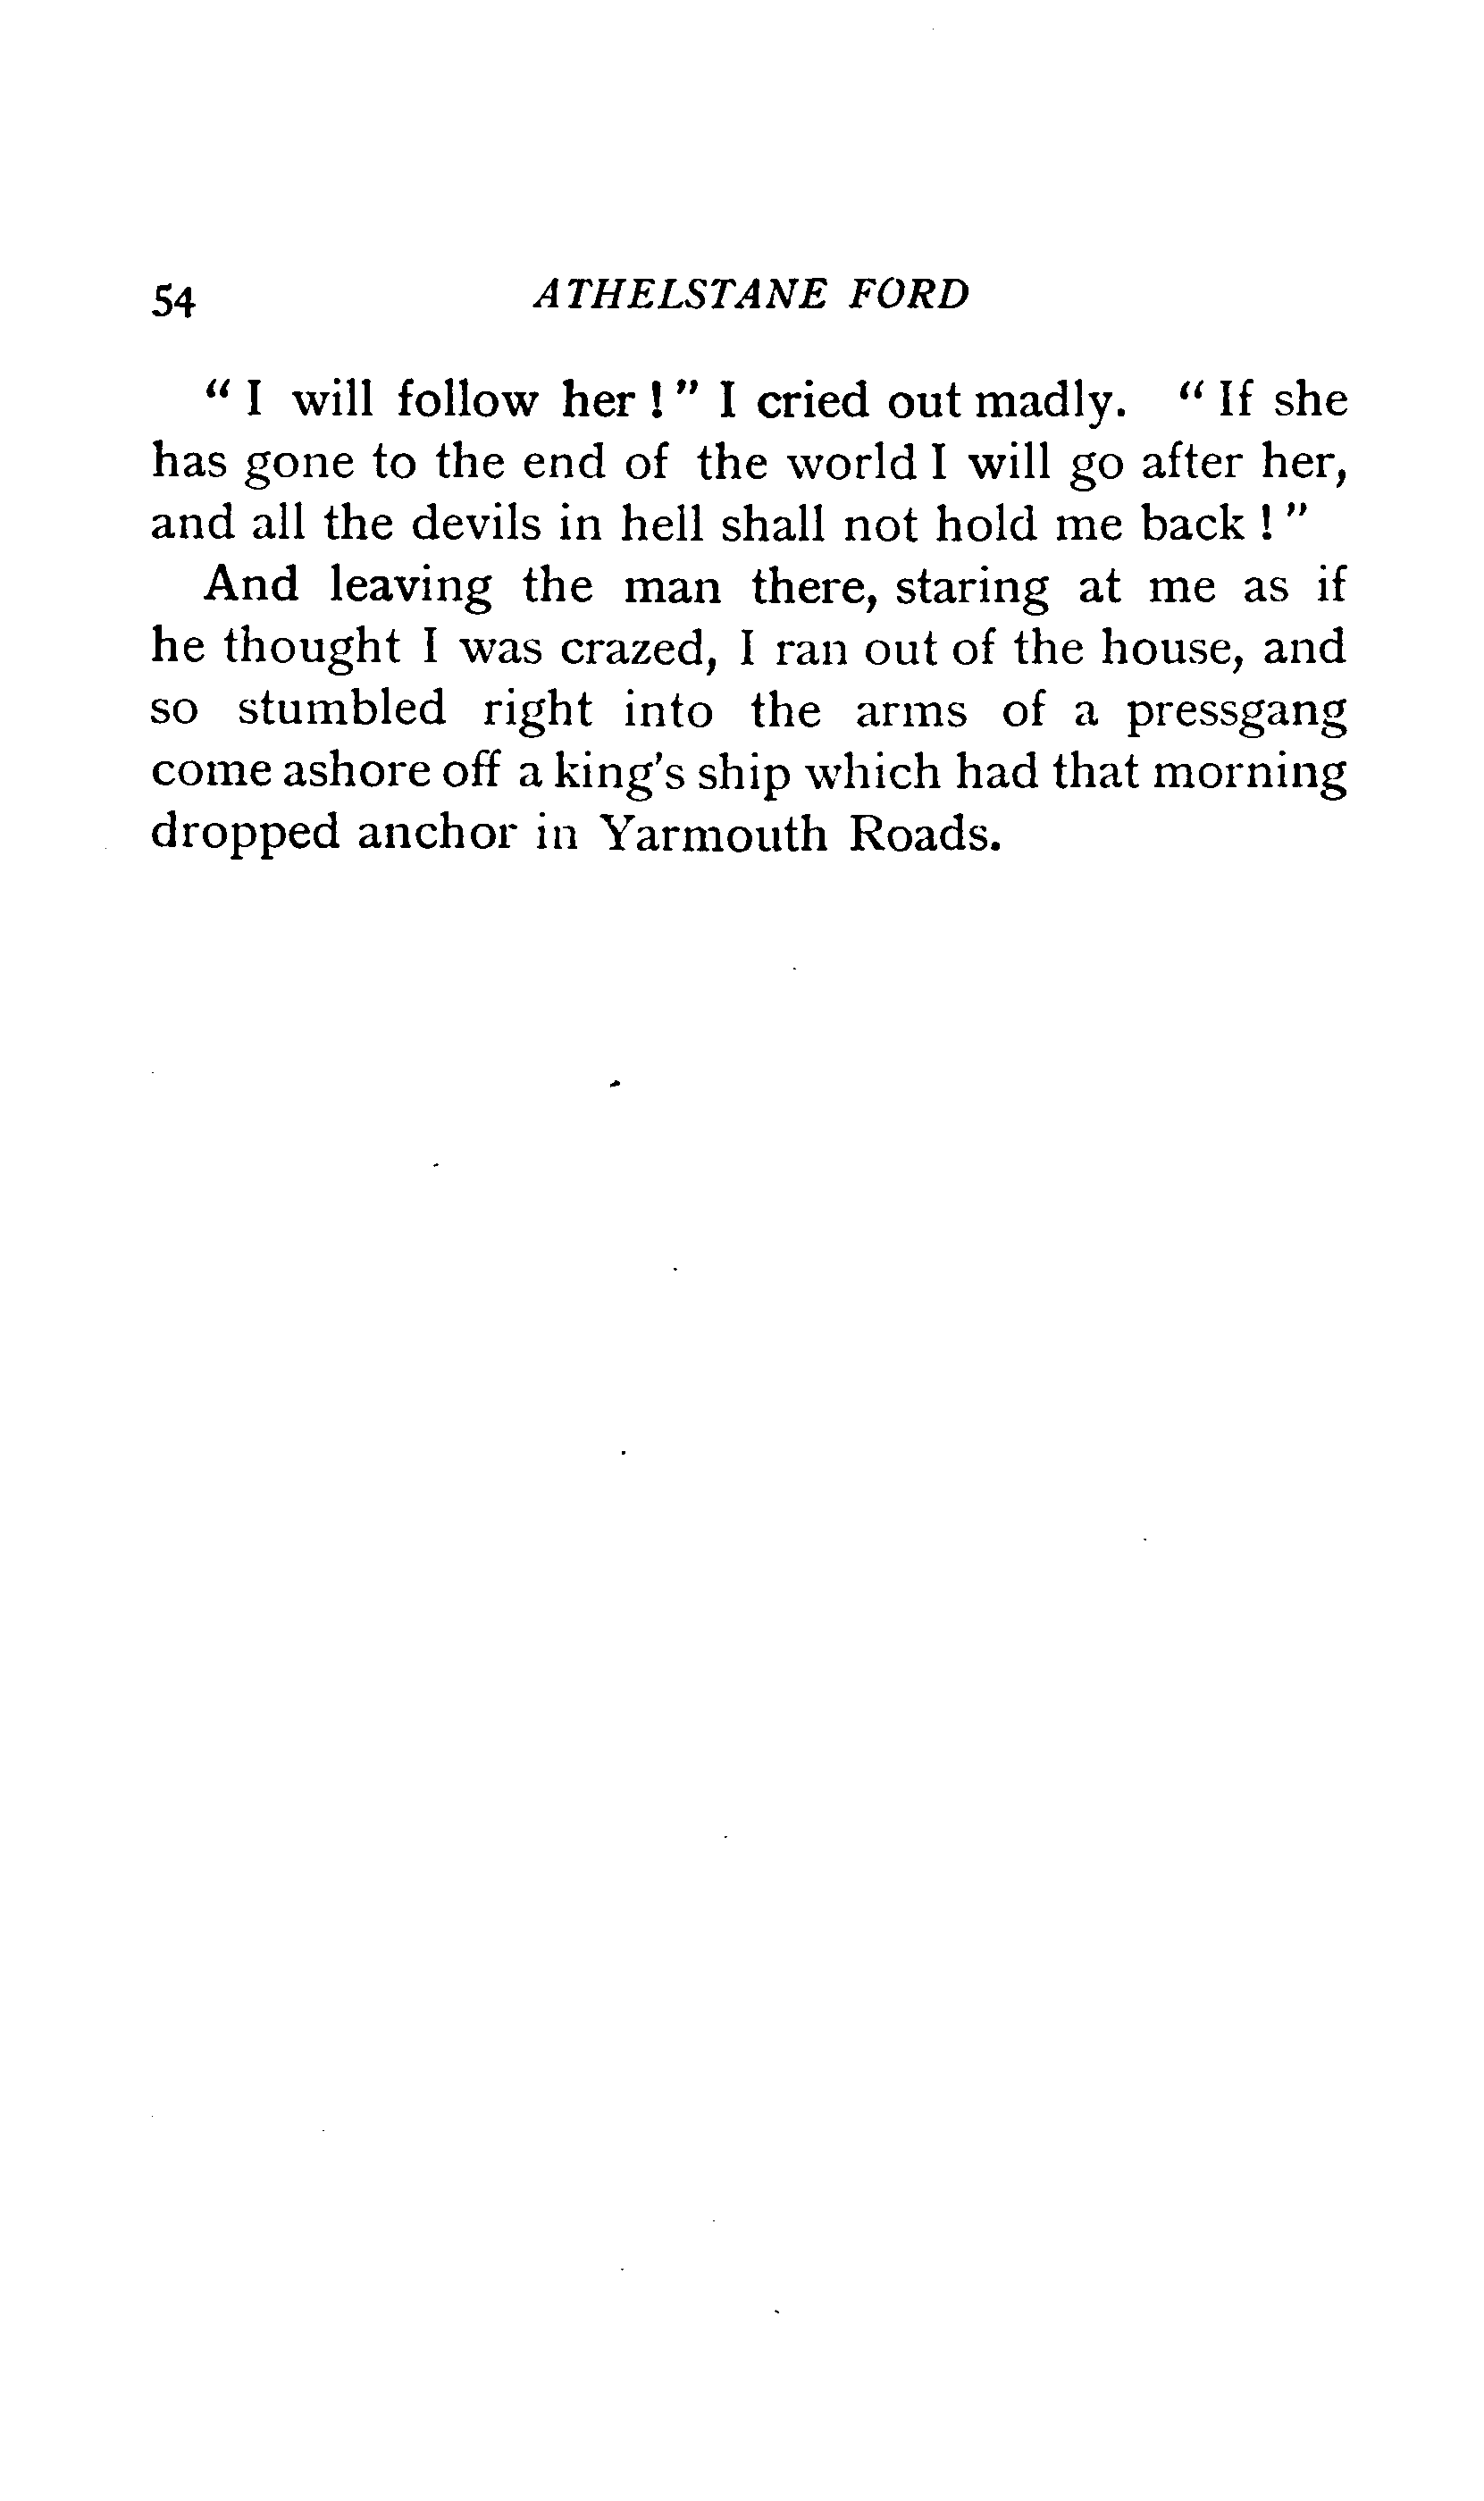 54 ATHELSTANE FORD
" I will follow her ! " I cried out madly. " If she
has gone to the end of the world I will go after her,
and all the devils in hell shall not hold me back ! "
And leaving the man there, staring at me as if
he thought I was crazed, I ran out of the house, and
so stumbled right into the arms of a pressgang
come ashore off a king's ship which had that morning
dropped anchor in Yarmouth Roads.